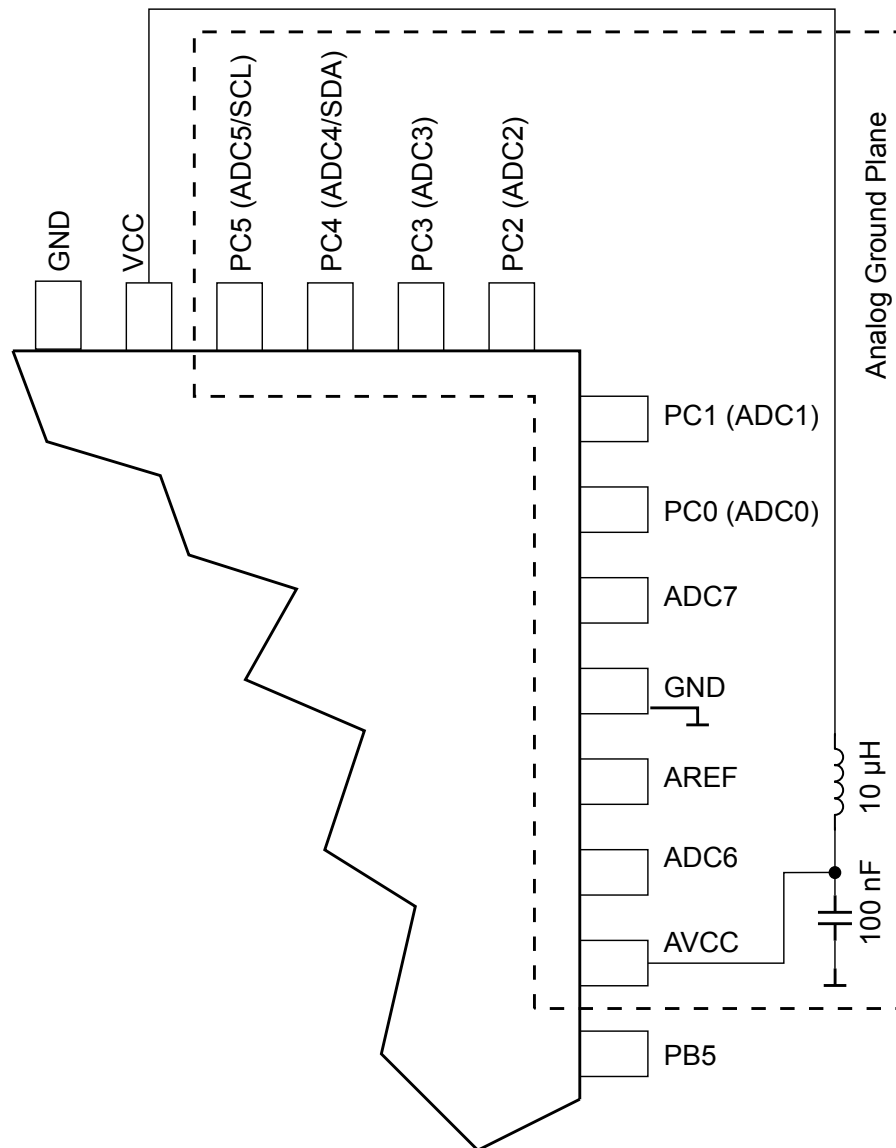 GND
VCC
PC5 (ADC5/SCL)
PC4 (ADC4/SDA)
PC3 (ADC3)
PC2 (ADC2)
Analog Ground Plane
PC1 (ADC1)
PC0 (ADC0)
ADC7
GND
AREF
ADC6
AVCC
PB5
10 µH
100 nF